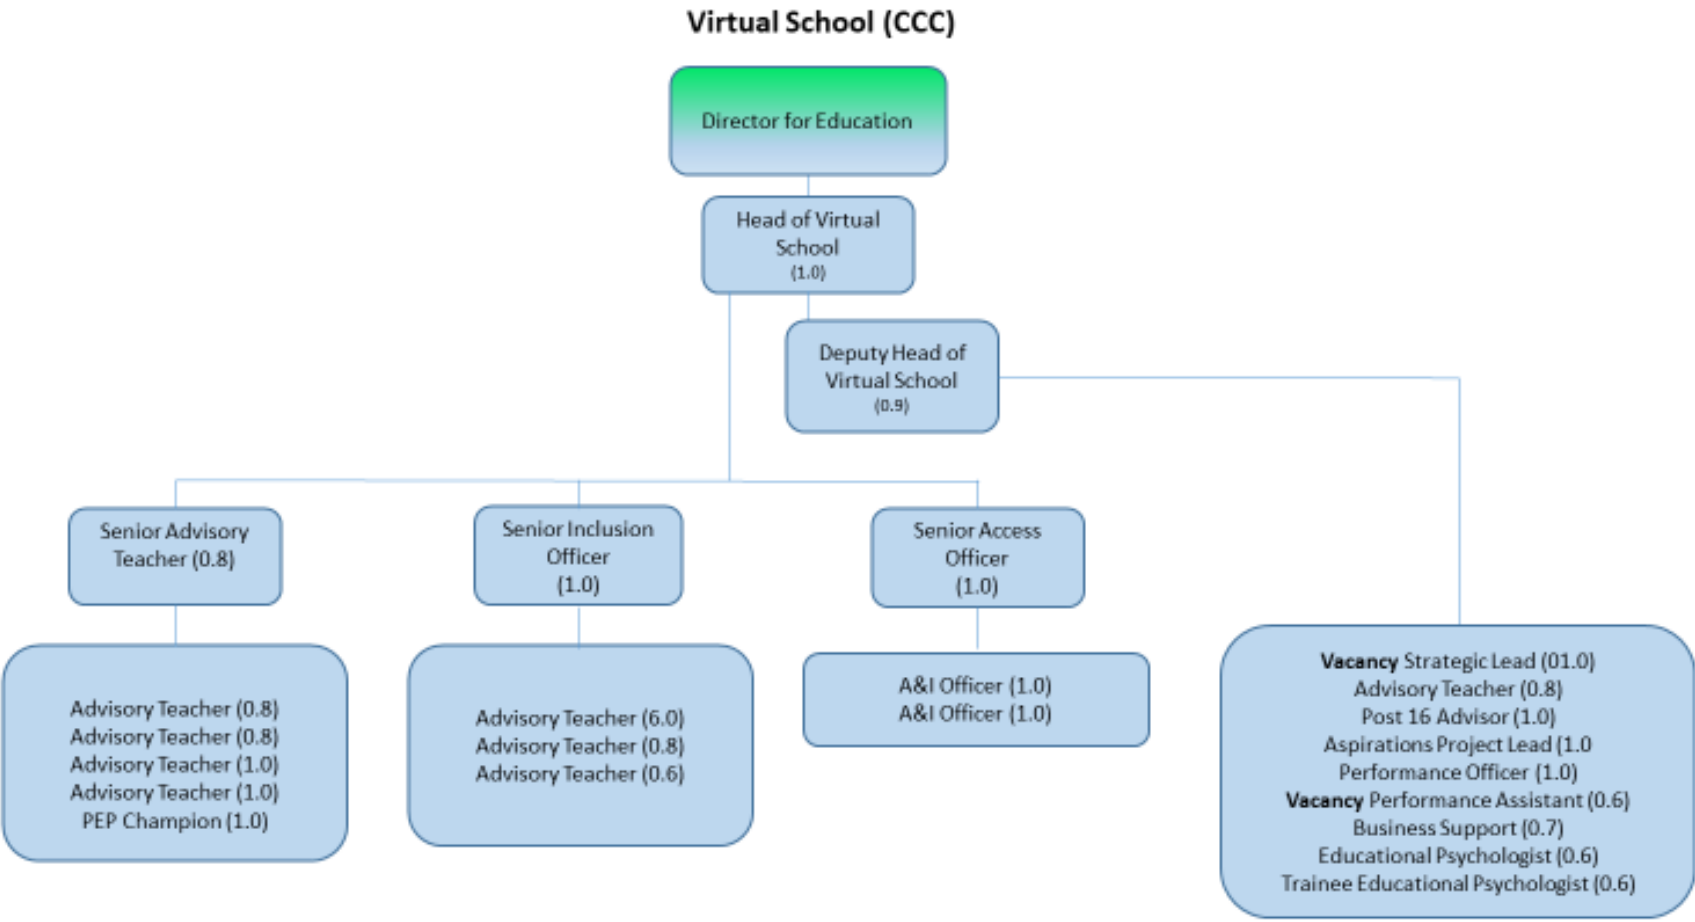 Virtual School (CCC)
Director for Education
Head of Virtual
School
(1.0)
Deputy Head of
Virtual School
(0.9)
Senior Advisory
Teacher (0.8)
Senior Inclusion
Officer
(1.0)
Senior Access
Officer
(1.0)
Advisory Teacher (0.8)
Advisory Teacher (0.8)
Advisory Teacher (1.0)
Advisory Teacher (1.0)
PEP Champion (1.0)
Advisory Teacher (6.0)
Advisory Teacher (0.8)
Advisory Teacher (0.6)
A&I Officer (1.0)
A&I Officer (1.0)
Vacancy Strategic Lead (01.0)
Advisory Teacher (0.8)
Post 16 Advisor (1.0)
Aspirations Project Lead (1.0
Performance Officer (1.0)
Vacancy Performance Assistant (0.6)
Business Support (0.7)
Educational Psychologist (0.6)
Trainee Educational Psychologist (0.6)